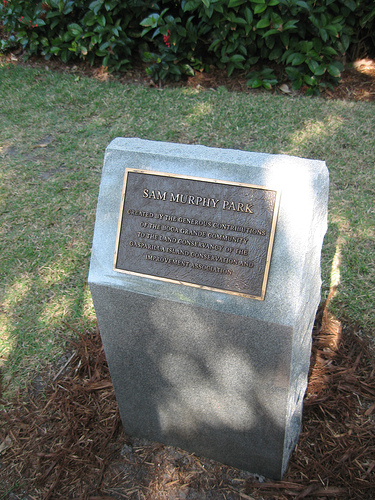 SAM MURPHY PARK
CREATED BY THE GENEROUS CONTRIBUTIONS
OF THE BOCA GRANDE COMMUNITY
TO THE LAND CONSERVANCY OF THE
GASPARILLA ISLAND CONSERVATION AND
IMPROVEMENT ASSOCIATION